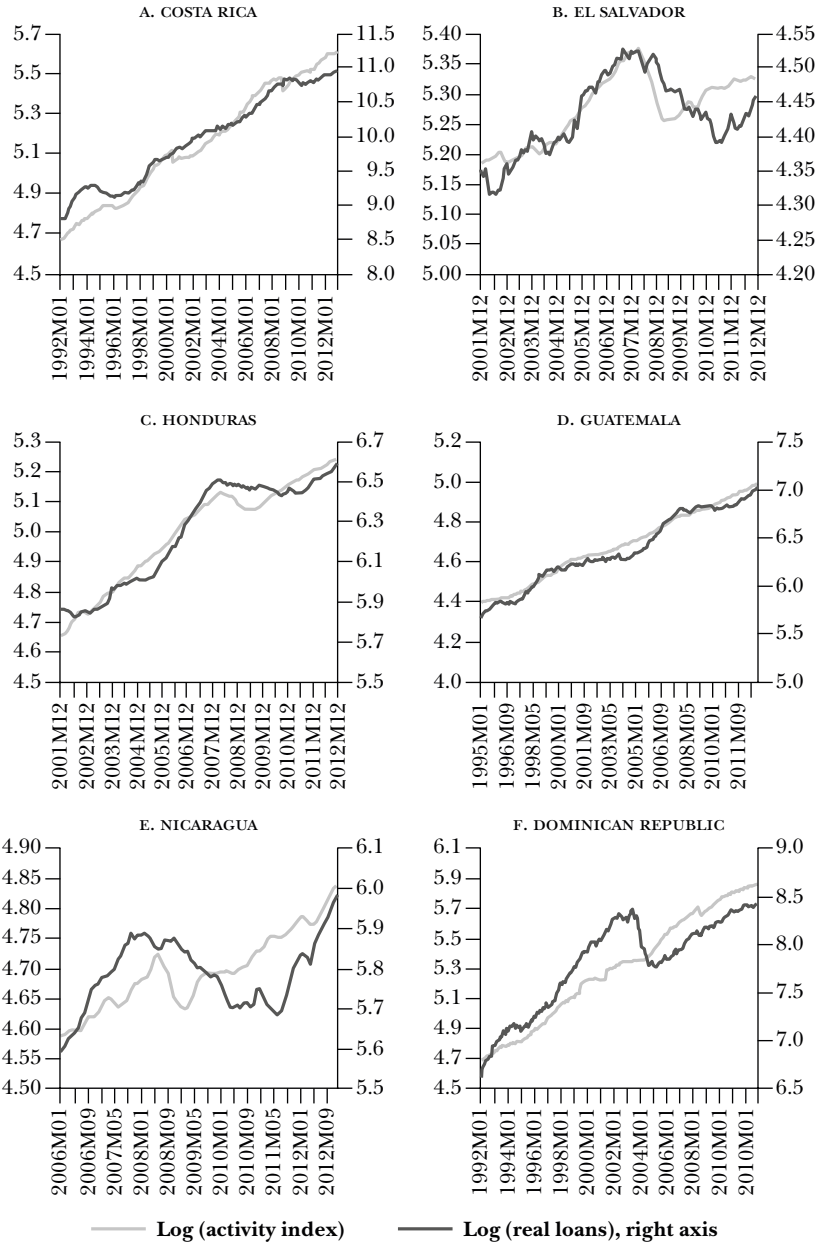 A. COSTA RICA
5.7
5.5
5.3
5.1
4.9
4.7
4.5
11.5
11.0
10.5
10.0
9.5
9.0
8.5
8.0
1992M01
1994M01
1996M01
1998M01
2000M01
2002M01
2004M01
2006M01
2008M01
2010M01
2012M01
B. EL SALVADOR
5.40
5.35
5.30
5.25
5.20
5.15
5.10
5.05
5.00
4.55
4.50
4.45
4.40
4.35
4.30
4.25
4.20
2001M12
2002M12
2003M12
2004M12
2005M12
2006M12
2007M12
2008M12
2009M12
2010M12
2011M12
2012M12
C. HONDURAS
5.3
5.2
5.1
5.0
4.9
4.8
4.7
4.6
4.5
6.7
6.5
6.3
6.1
5.9
5.7
5.5
2001M12
2002M12
2003M12
2004M12
2005M12
2006M12
2007M12
2008M12
2009M12
2010M12
2011M12
2012M12
D. GUATEMALA
5.2
5.0
4.8
4.6
4.4
4.2
4.0
7.5
7.0
6.5
6.0
5.5
5.0
1995M01
1996M09
1998M05
2000M01
2001M09
2003M05
2005M01
2006M09
2008M05
2010M01
2011M09
E. NICARAGUA
4.90
4.85
4.80
4.75
4.70
4.65
4.60
4.55
4.50
6.1
6.0
5.9
5.8
5.7
5.6
5.5
2006M01
2006M09
2007M05
2008M01
2008M09
2009M05
2010M01
2010M09
2011M05
2012M01
2012M09
F. DOMINICAN REPUBLIC
6.1
5.9
5.7
5.5
5.3
5.1
4.9
4.7
4.5
9.0
8.5
8.0
7.5
7.0
6.5
1992M01
1994M01
1996M01
1998M01
2000M01
2002M01
2004M01
2006M01
2008M01
2010M01
Log (activity index)
Log (real loans), right axis